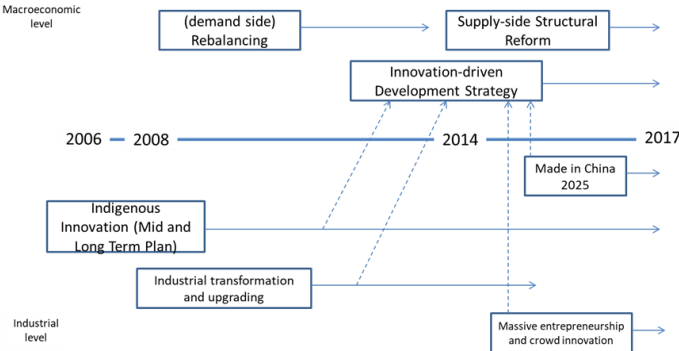 Macroeconomic
level
(demand side)
Rebalancing
Supply-side Structural
Reform
Innovation-driven
Development Strategy
2006
2008
2014
2017
Made in China
2025
Indigenous
Innovation (Mid and
Long Term Plan)
Industrial transformation
and upgrading
Industrial
level
Massive entrepreneurship
and crowd innovation